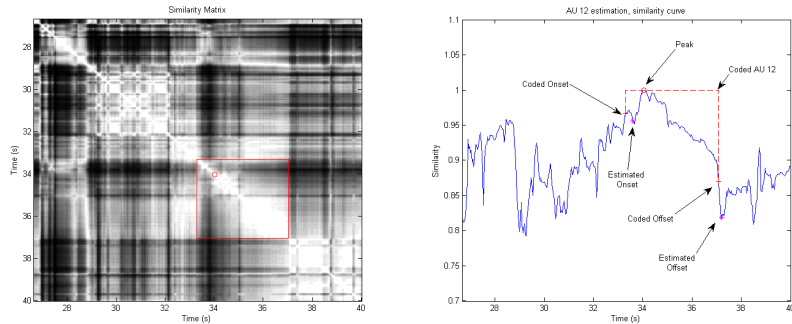 Similarity Matrix
28
30
32
34
36
38
40
28
30
32
34
36
38
40
Time (s)
Time (s)
AU 12 estimation, similarity curve
1.1
1.05
1
0.95
0.9
0.85
0.8
0.75
0.7
28
30
32
34
36
38
40
Similarity
Time (s)
Peak
Coded Onset
Coded AU 12
Estimated
Onset
Coded Offset
Estimated
Offset